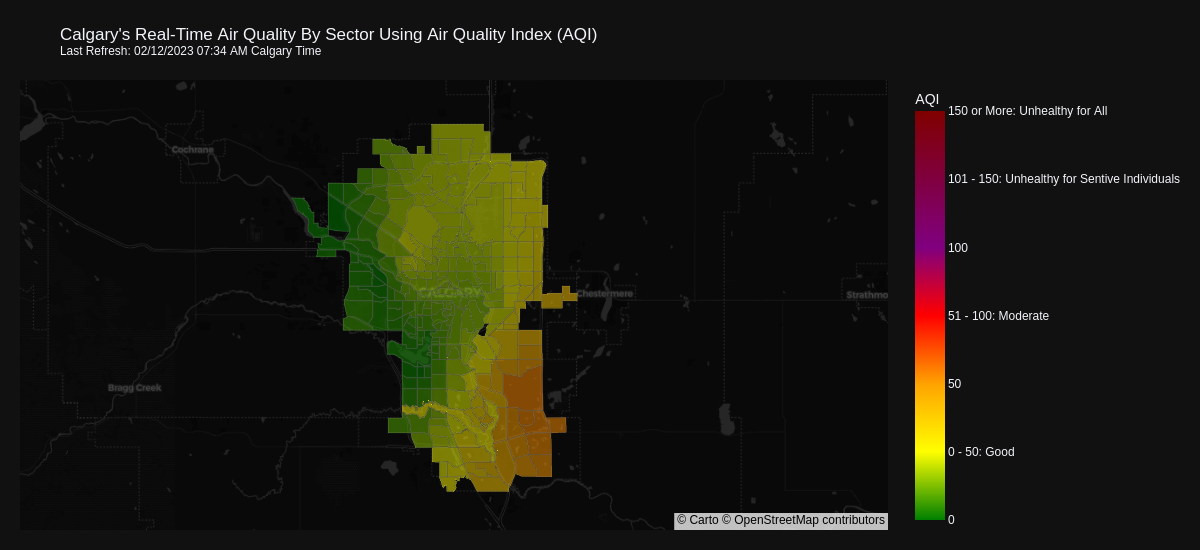 Calgary's Real-Time Air Quality By Sector Using Air Quality Index (AQI)
Last Refresh: 02/12/2023 07:34 AM Calgary Time
AQI
150 or More: Unhealthy for All
Cochrane
101 - 150: Unhealthy for Sentive Individuals
100
CALGARY
Chestermere
Strathmo
51 - 100: Moderate
Bragg Creek
50
0 - 50: Good
0
© Carto © OpenStreetMap contributors